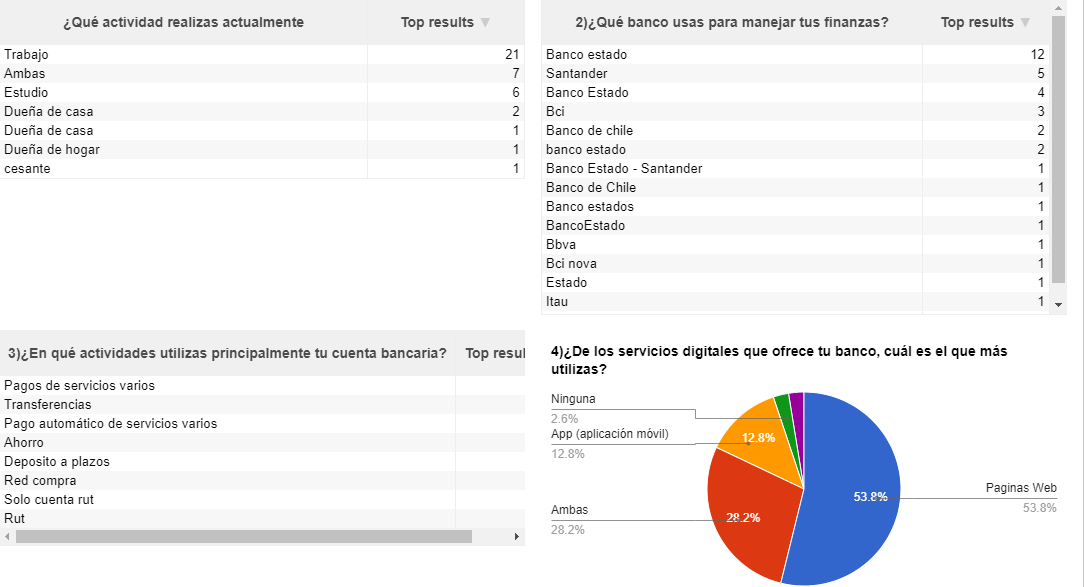 ¿Qué actividad realizas actualmente Top results
Trabajo 21
Ambas 7
Estudio 6
Dueña de casa 2
Dueña de casa 1
Dueña de hogar 1
cesante 1
2)¿Qué banco usas para manejar tus finanzas? Top results
Banco estado 12
Santander 5
Banco Estado 4
Bci 3
Banco de chile 2
banco estado 2
Banco Estado - Santander 1
Banco de Chile 1
Banco estados 1
BancoEstado 1
Bbva 1
Bci nova 1
Estado 1
Itau 1
3)¿En qué actividades utilizas principalmente tu cuenta bancaria? Top resul
Pagos de servicios varios
Transferencias
Pago automático de servicios varios
Ahorro
Deposito a plazos
Red compra
Solo cuenta rut
Rut
4)¿De los servicios digitales que ofrece tu banco, cuál es el que más
utilizas?
Ninguna
2.6%
App (aplicación móvil)
12.8%
Ambas
28.2%
12.8%
28.2%
53.8%
Paginas Web
53.8%